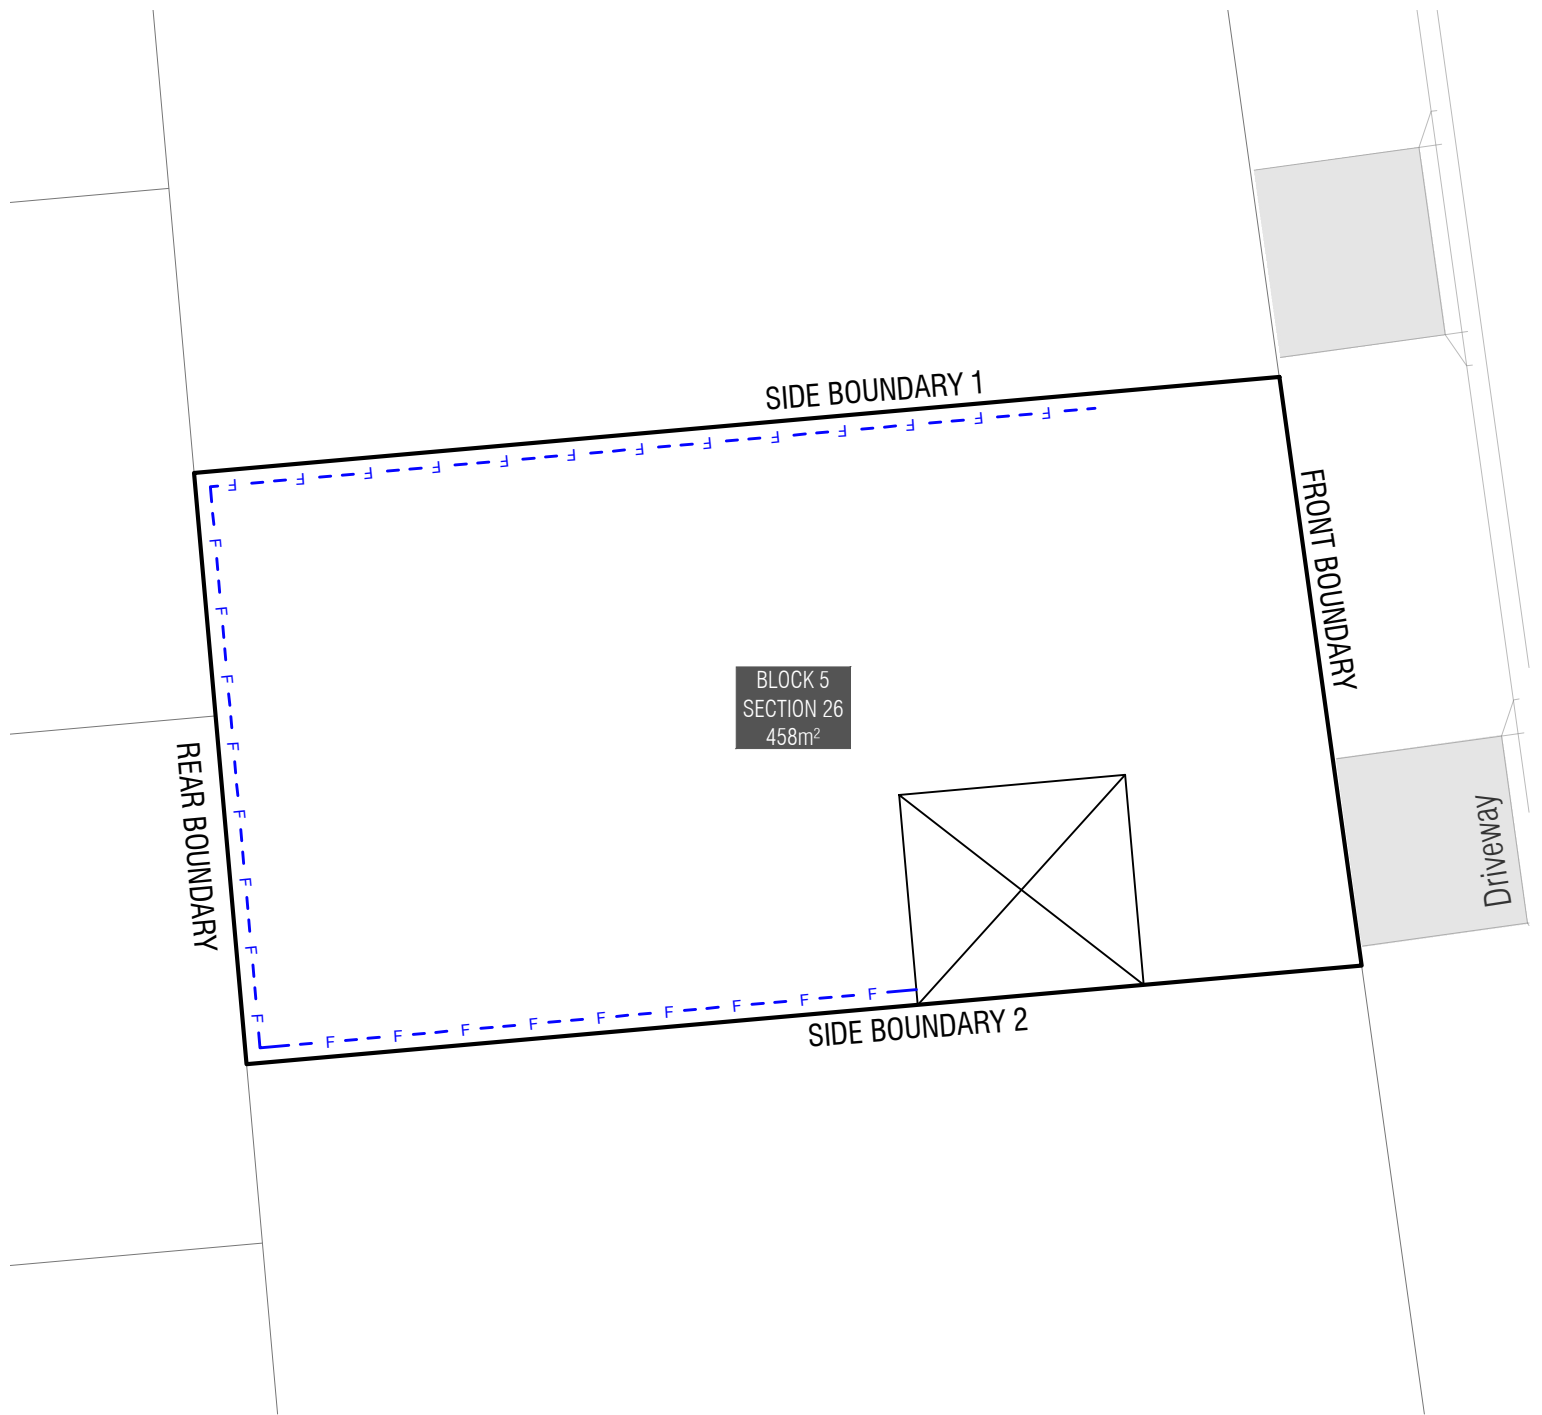 SIDE BOUNDARY 1
F F F F F F F F F F F F F
FRONT BOUNDARY
F F F F F F F F
BLOCK 5
SECTION 26
458m²
REAR BOUNDARY
Driveway
F F F F F F F F F
SIDE BOUNDARY 2